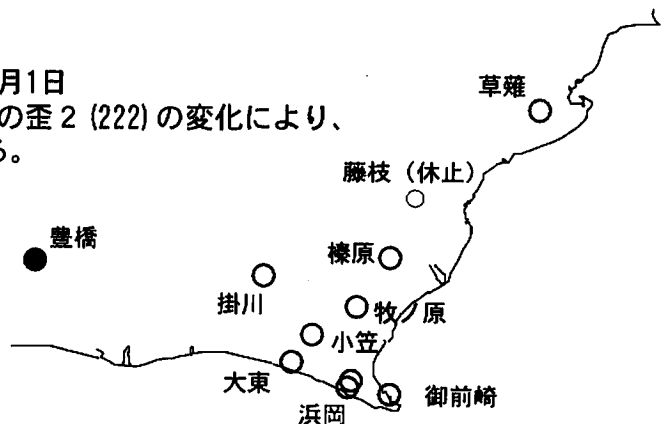 月1日
の歪2(222)の変化により、
る。
草薙
藤枝(休止)
豊橋
榛原
掛川
牧ノ原
小笠
大東
御前崎
浜岡